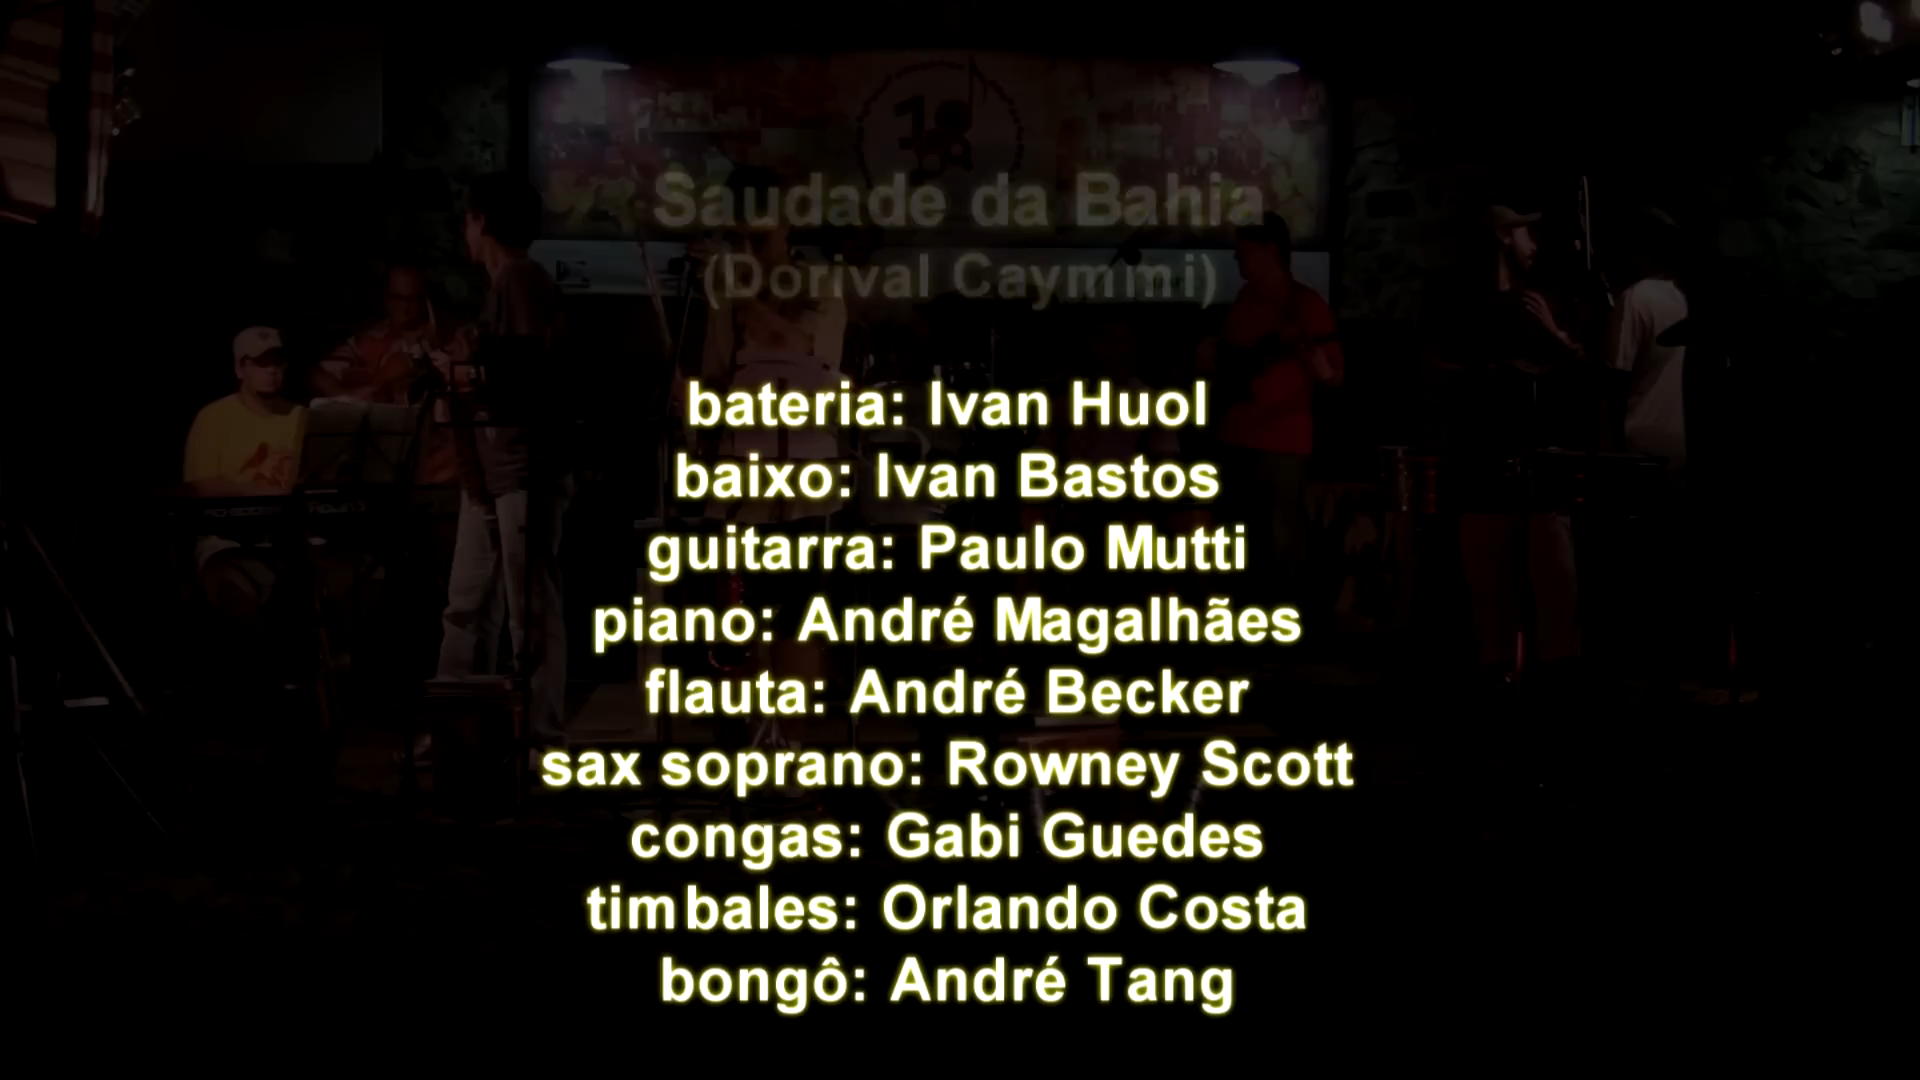 Saudade da Bahia
(Dorival Caymmi)
bateria: Ivan Huol
baixo: Ivan Bastos
guitarra: Paulo Mutti
piano: André Magalhães
flauta: André Becker
sax soprano: Rowney Scott
congas: Gabi Guedes
timbales: Orlando Costa
bongô: André Tang